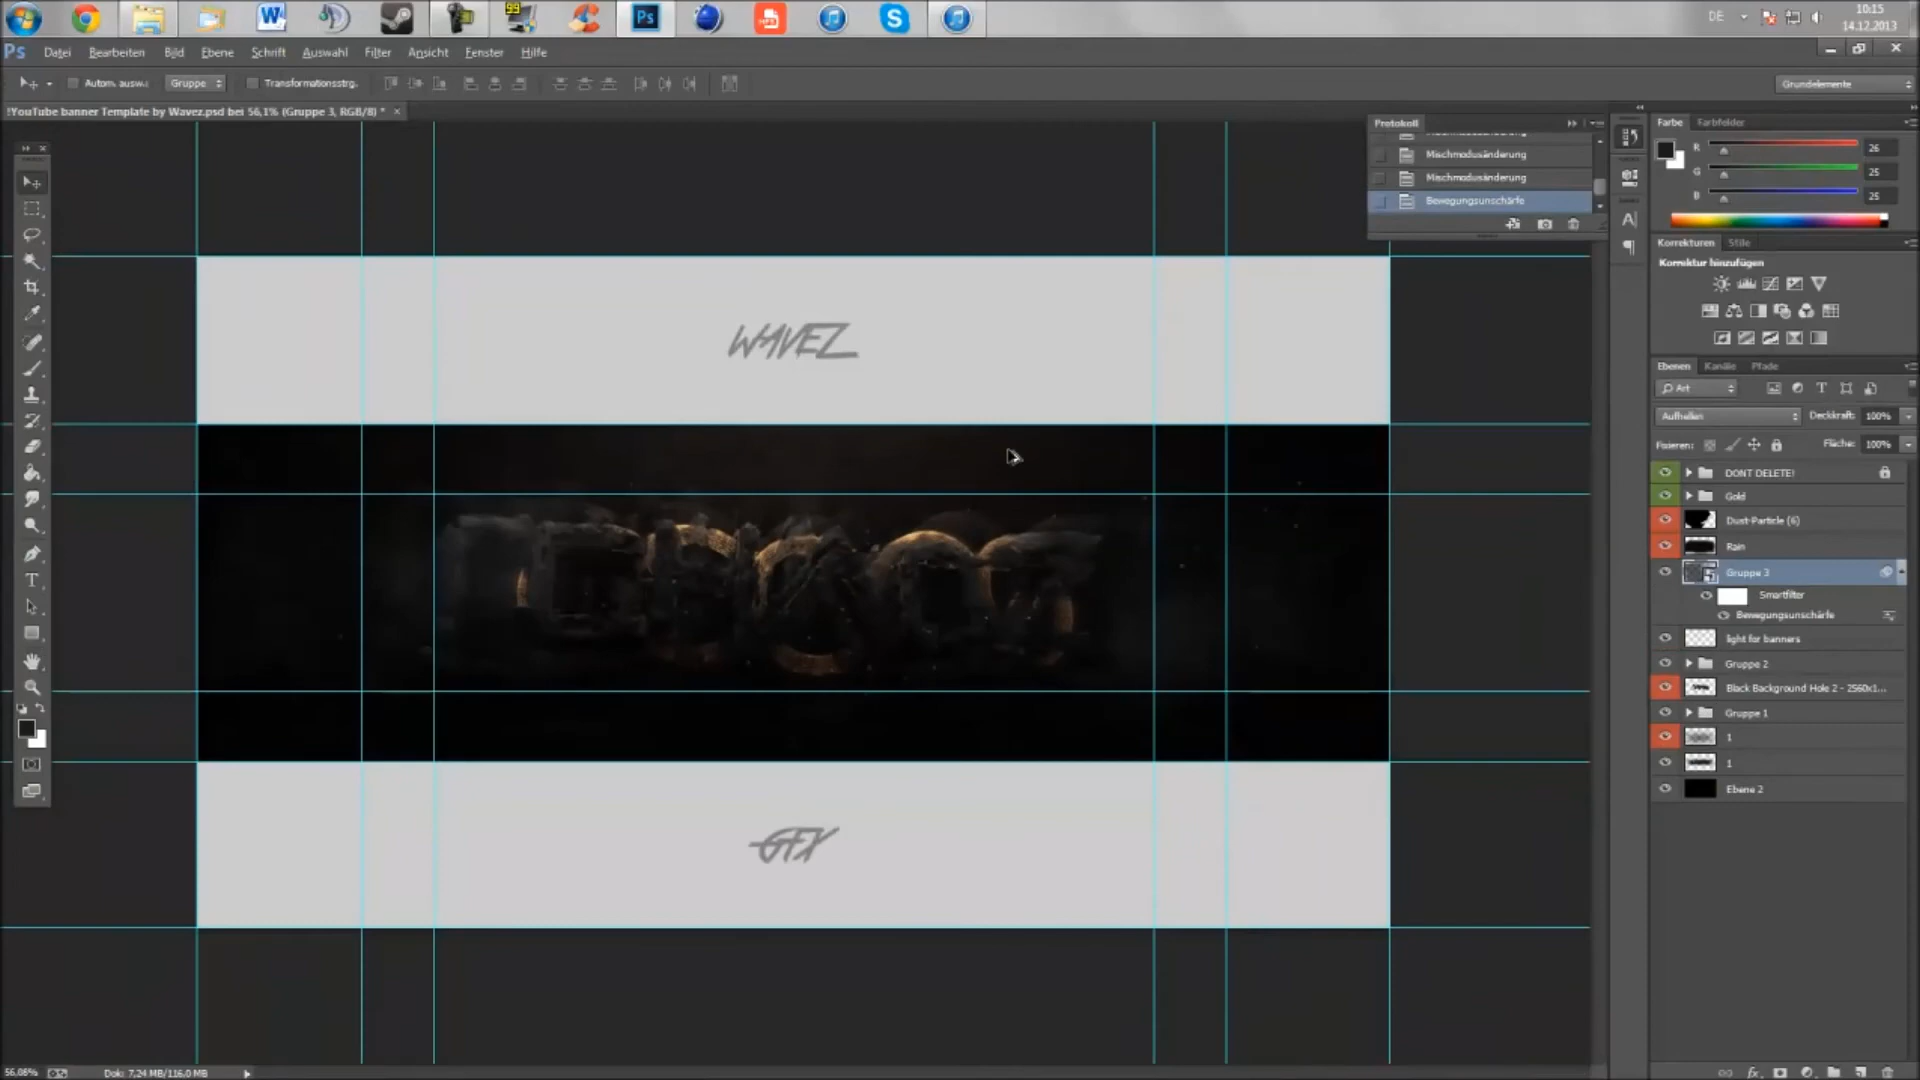 99
DE
10:15
14.12.2013
Ps Datei Bearbeiten Bild Ebene Schrift Auswahl Filter Ansicht Fenster Hilfe
Autom. ausw.: Gruppe Transformationsstrg.
Grundelemente
!YouTube banner Template by Wavez.psd bei 56,1% (Gruppe 3, RGB/8) *
Protokoll
Mischmodusänderung
Mischmodusänderung
Bewegungsunschärfe
Farbe Farbfelder
R 26
G 25
B 25
Korrekturen Stile
Korrektur hinzufügen
Ebenen Kanäle Pfade
Art
Aufhellen Deckkraft: 100%
Fixieren: Fläche: 100%
DONT DELETE!
Gold
Dust-Particle (6)
Rain
Gruppe 3
Smartfilter
Bewegungsunschärfe
light for banners
Gruppe 2
Black Background Hole 2 - 2560x1...
Gruppe 1
1
1
Ebene 2
WAVEZ
GFX
56,06% Dok: 7,24 MB/116,0 MB